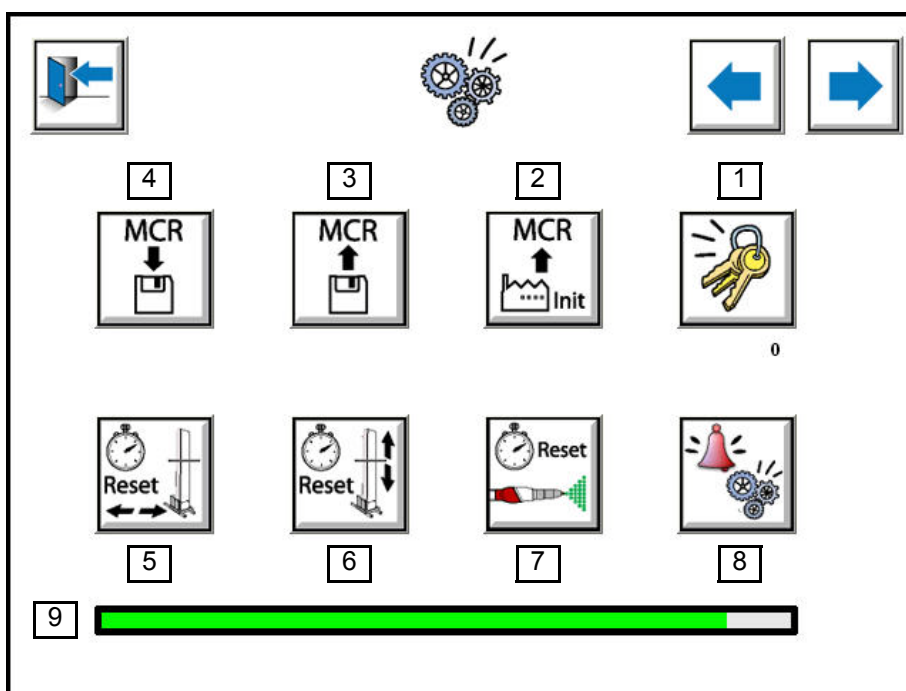 4 3 2 1
MCR MCR MCR
Init
0
Reset
Reset Reset
5 6 7 8
9